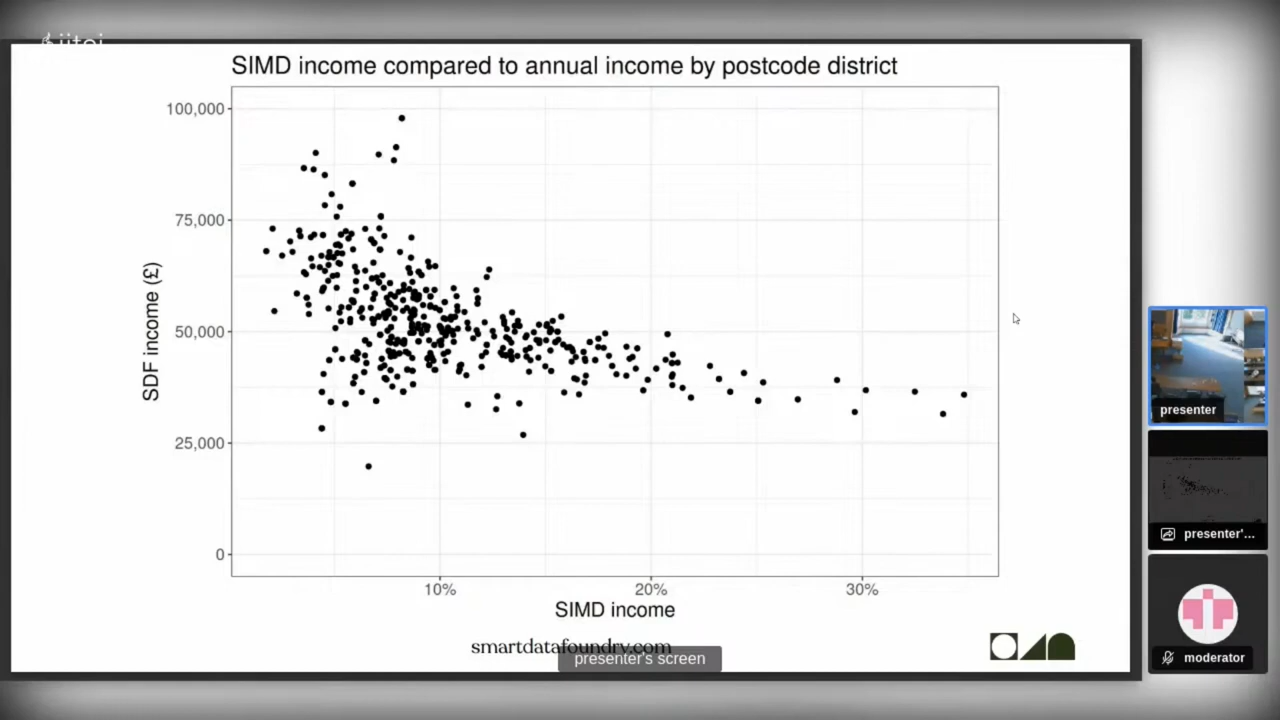 jitsi
SIMD income compared to annual income by postcode district
100,000
75,000
50,000
25,000
0
SDF income (£)
10%
20%
30%
SIMD income
smartdatafoundry.com
presenter's screen
presenter
presenter'...
moderator